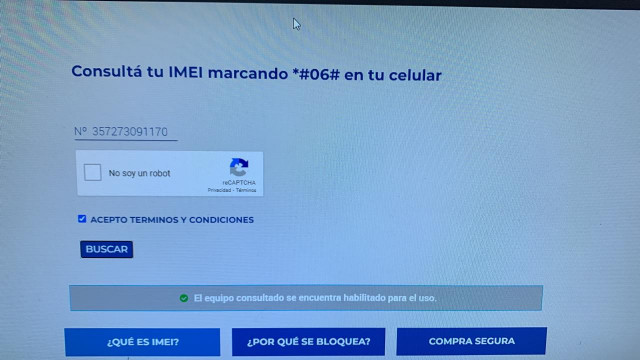 Consultá tu IMEI marcando *#06# en tu celular
Nº 357273091170
No soy un robot
reCAPTCHA
Privacidad - Términos
ACEPTO TERMINOS Y CONDICIONES
BUSCAR
El equipo consultado se encuentra habilitado para el uso.
¿QUÉ ES IMEI?
¿POR QUÉ SE BLOQUEA?
COMPRA SEGURA